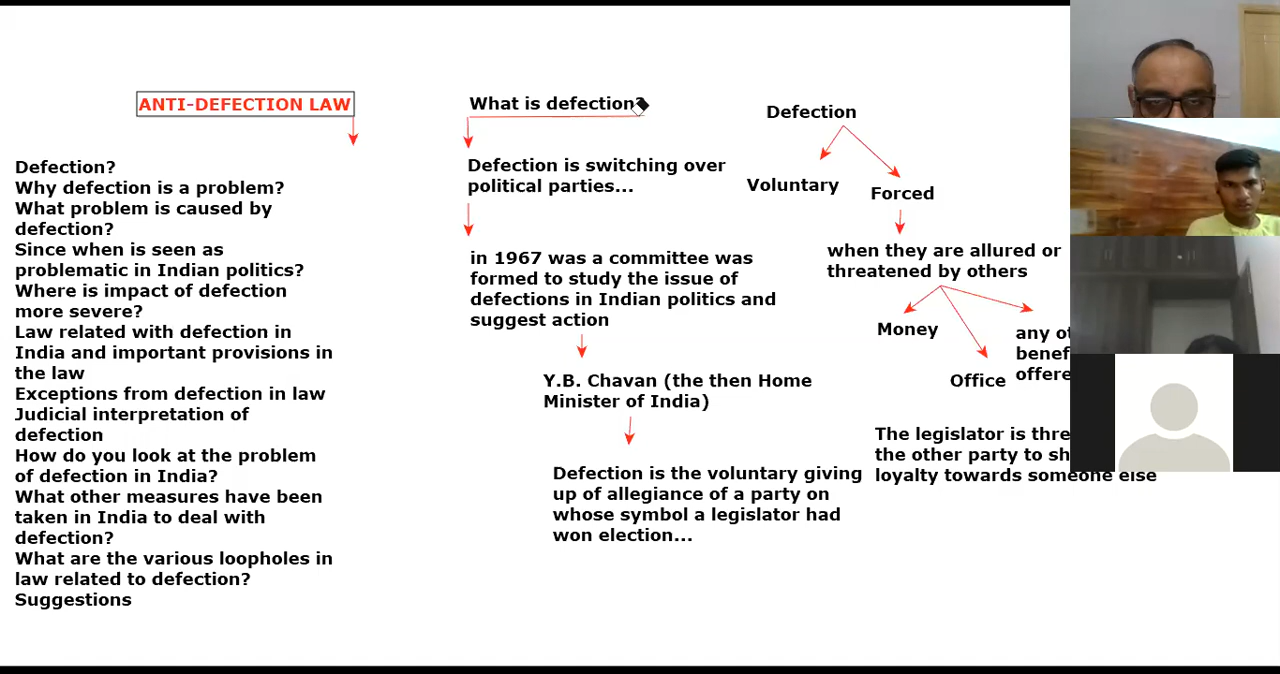 ANTI-DEFECTION LAW
Defection?
Why defection is a problem?
What problem is caused by
defection?
Since when is seen as
problematic in Indian politics?
Where is impact of defection
more severe?
Law related with defection in
India and important provisions in
the law
Exceptions from defection in law
Judicial interpretation of
defection
How do you look at the problem
of defection in India?
What other measures have been
taken in India to deal with
defection?
What are the various loopholes in
law related to defection?
Suggestions
What is defection?
Defection is switching over
political parties...
in 1967 was a committee was
formed to study the issue of
defections in Indian politics and
suggest action
Y.B. Chavan (the then Home
Minister of India)
Defection is the voluntary giving
up of allegiance of a party on
whose symbol a legislator had
won election...
Defection
Voluntary
Forced
when they are allured or
threatened by others
Money
Office
any
The legislator is
the other party to
loyalty towards someone else